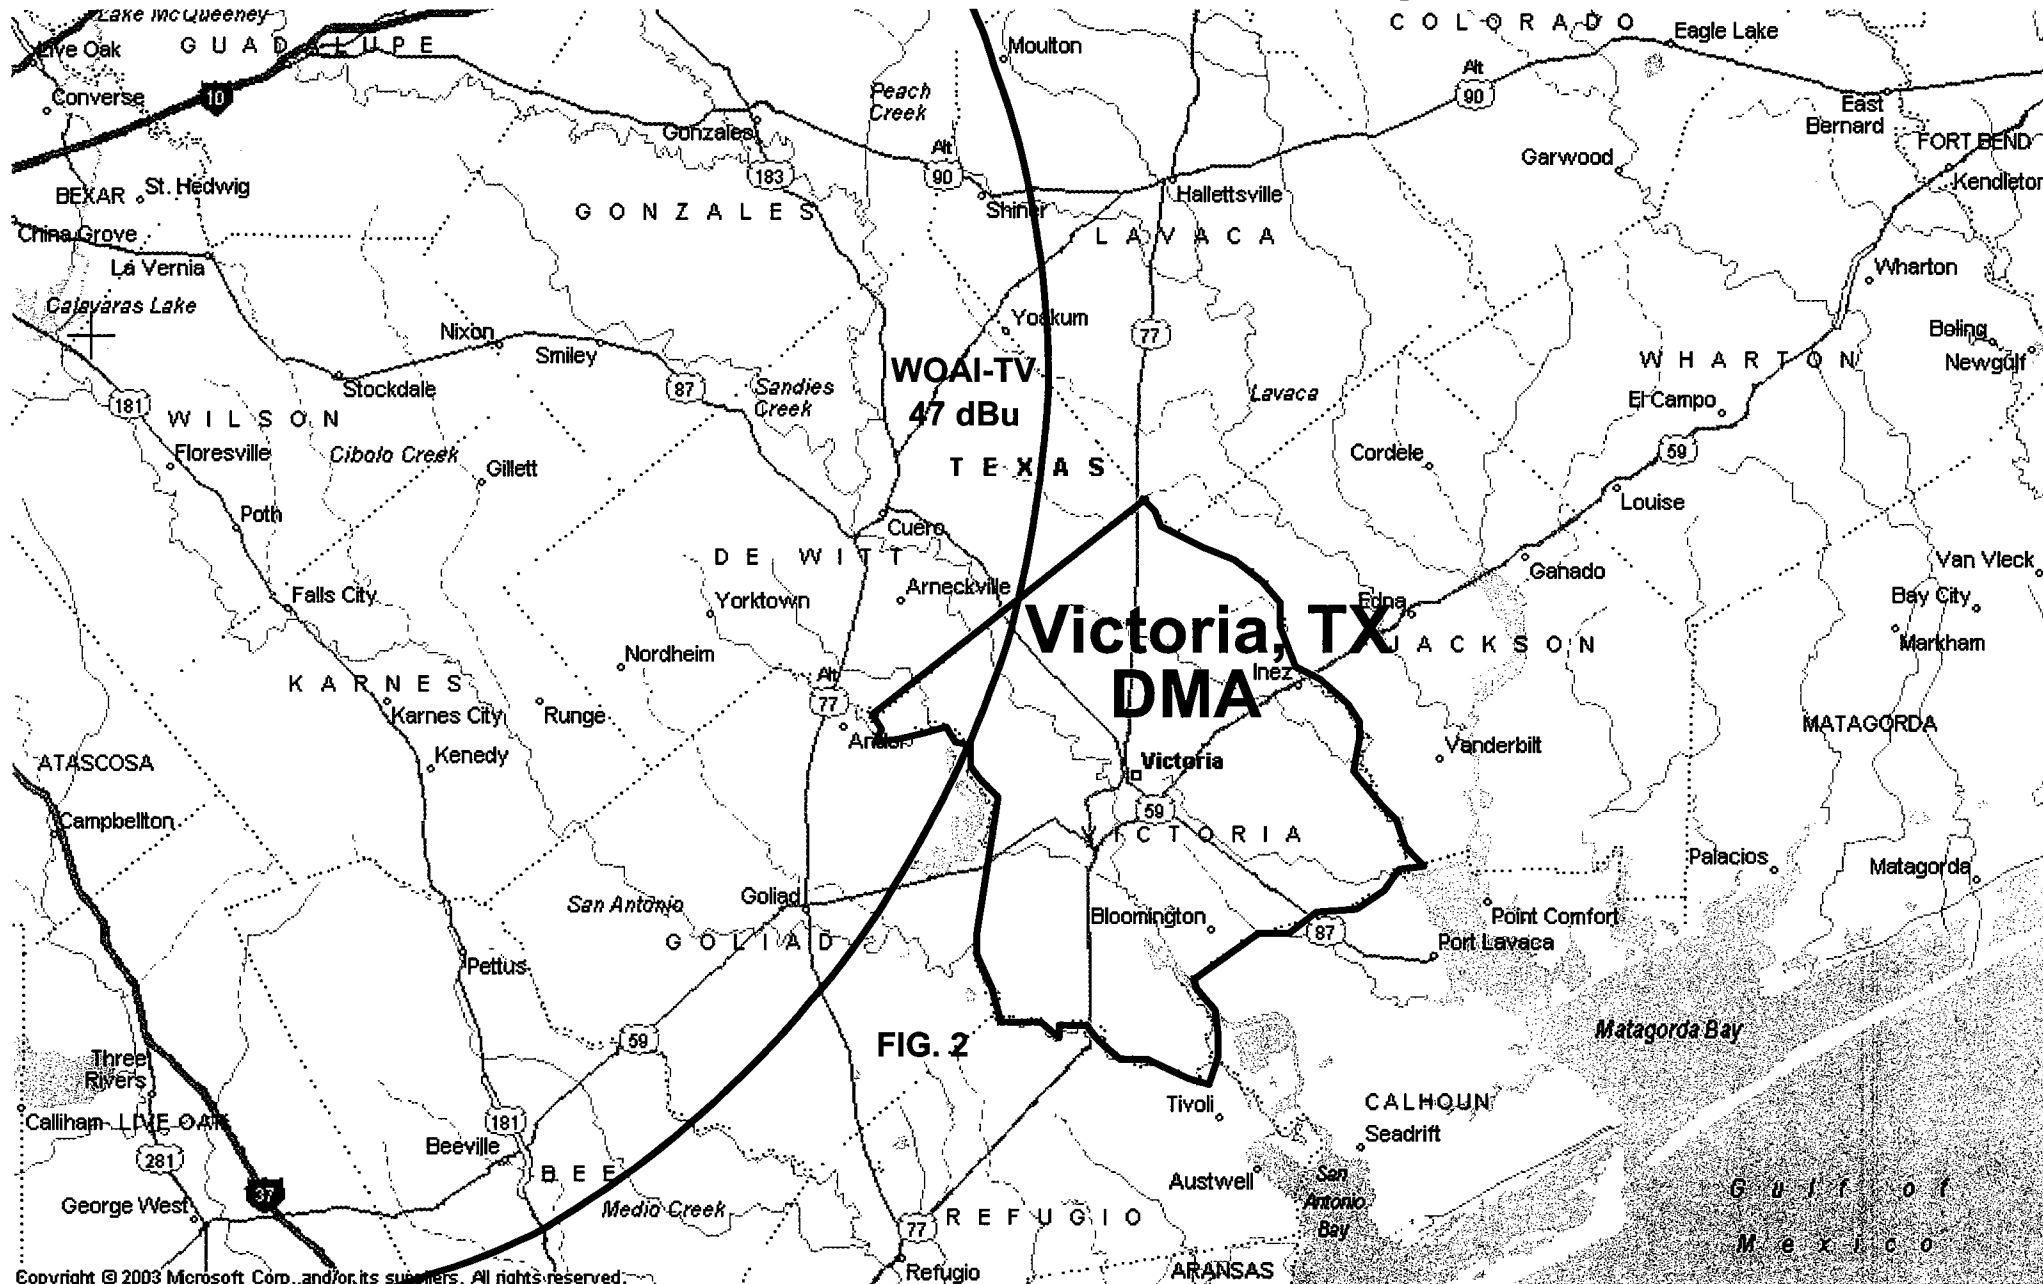 Lake McQueeney
COLORADO
Eagle Lake
Live Oak
GUADALUPE
Moulton
Alt
90
Converse
10
Peach
Creek
East
Bernard
Gonzales
Alt
90
FORT BEND
Garwood
183
BEXAR
St. Hedwig
Kendleton
Hallettsville
GONZALES
Shiner
China Grove
LAVACA
La Vernia
Wharton
Calavaras Lake
Yoakum
Nixon
77
Boling
Smiley
WHARTON
Newgulf
WOAI-TV
47 dBu
87
Sandies
Creek
Stockdale
Lavaca
181
El Campo
WILSON
Floresville
Cibolo Creek
Cordele
59
Gillett
TEXAS
Louise
Poth
Cuero
DE WITT
Van Vleck
Ganado
Arneckville
Falls City
Yorktown
Edna
Bay City
Victoria, TX
DMA
JACKSON
Markham
Nordheim
Inez
KARNES
Alt
77
Karnes City
Runge
MATAGORDA
Ander
Vanderbilt
Kenedy
ATASCOSA
Victoria
59
Campbellton
VICTORIA
Palacios
Matagorda
Goliad
San Antonio
Bloomington
Point Comfort
87
GOLIAD
Port Lavaca
Pettus
59
FIG. 2
Matagorda Bay
Three
Rivers
Tivoli
CALHOUN
Calliham
LIVE OAK
181
Seadrift
Beeville
281
BEE
Austwell
San
Antonio
Bay
37
George West
Medio Creek
Gulf of
Mexico
77
REFUGIO
Refugio
ARANSAS
Copyright © 2003 Microsoft Corp. and/or its suppliers. All rights reserved.